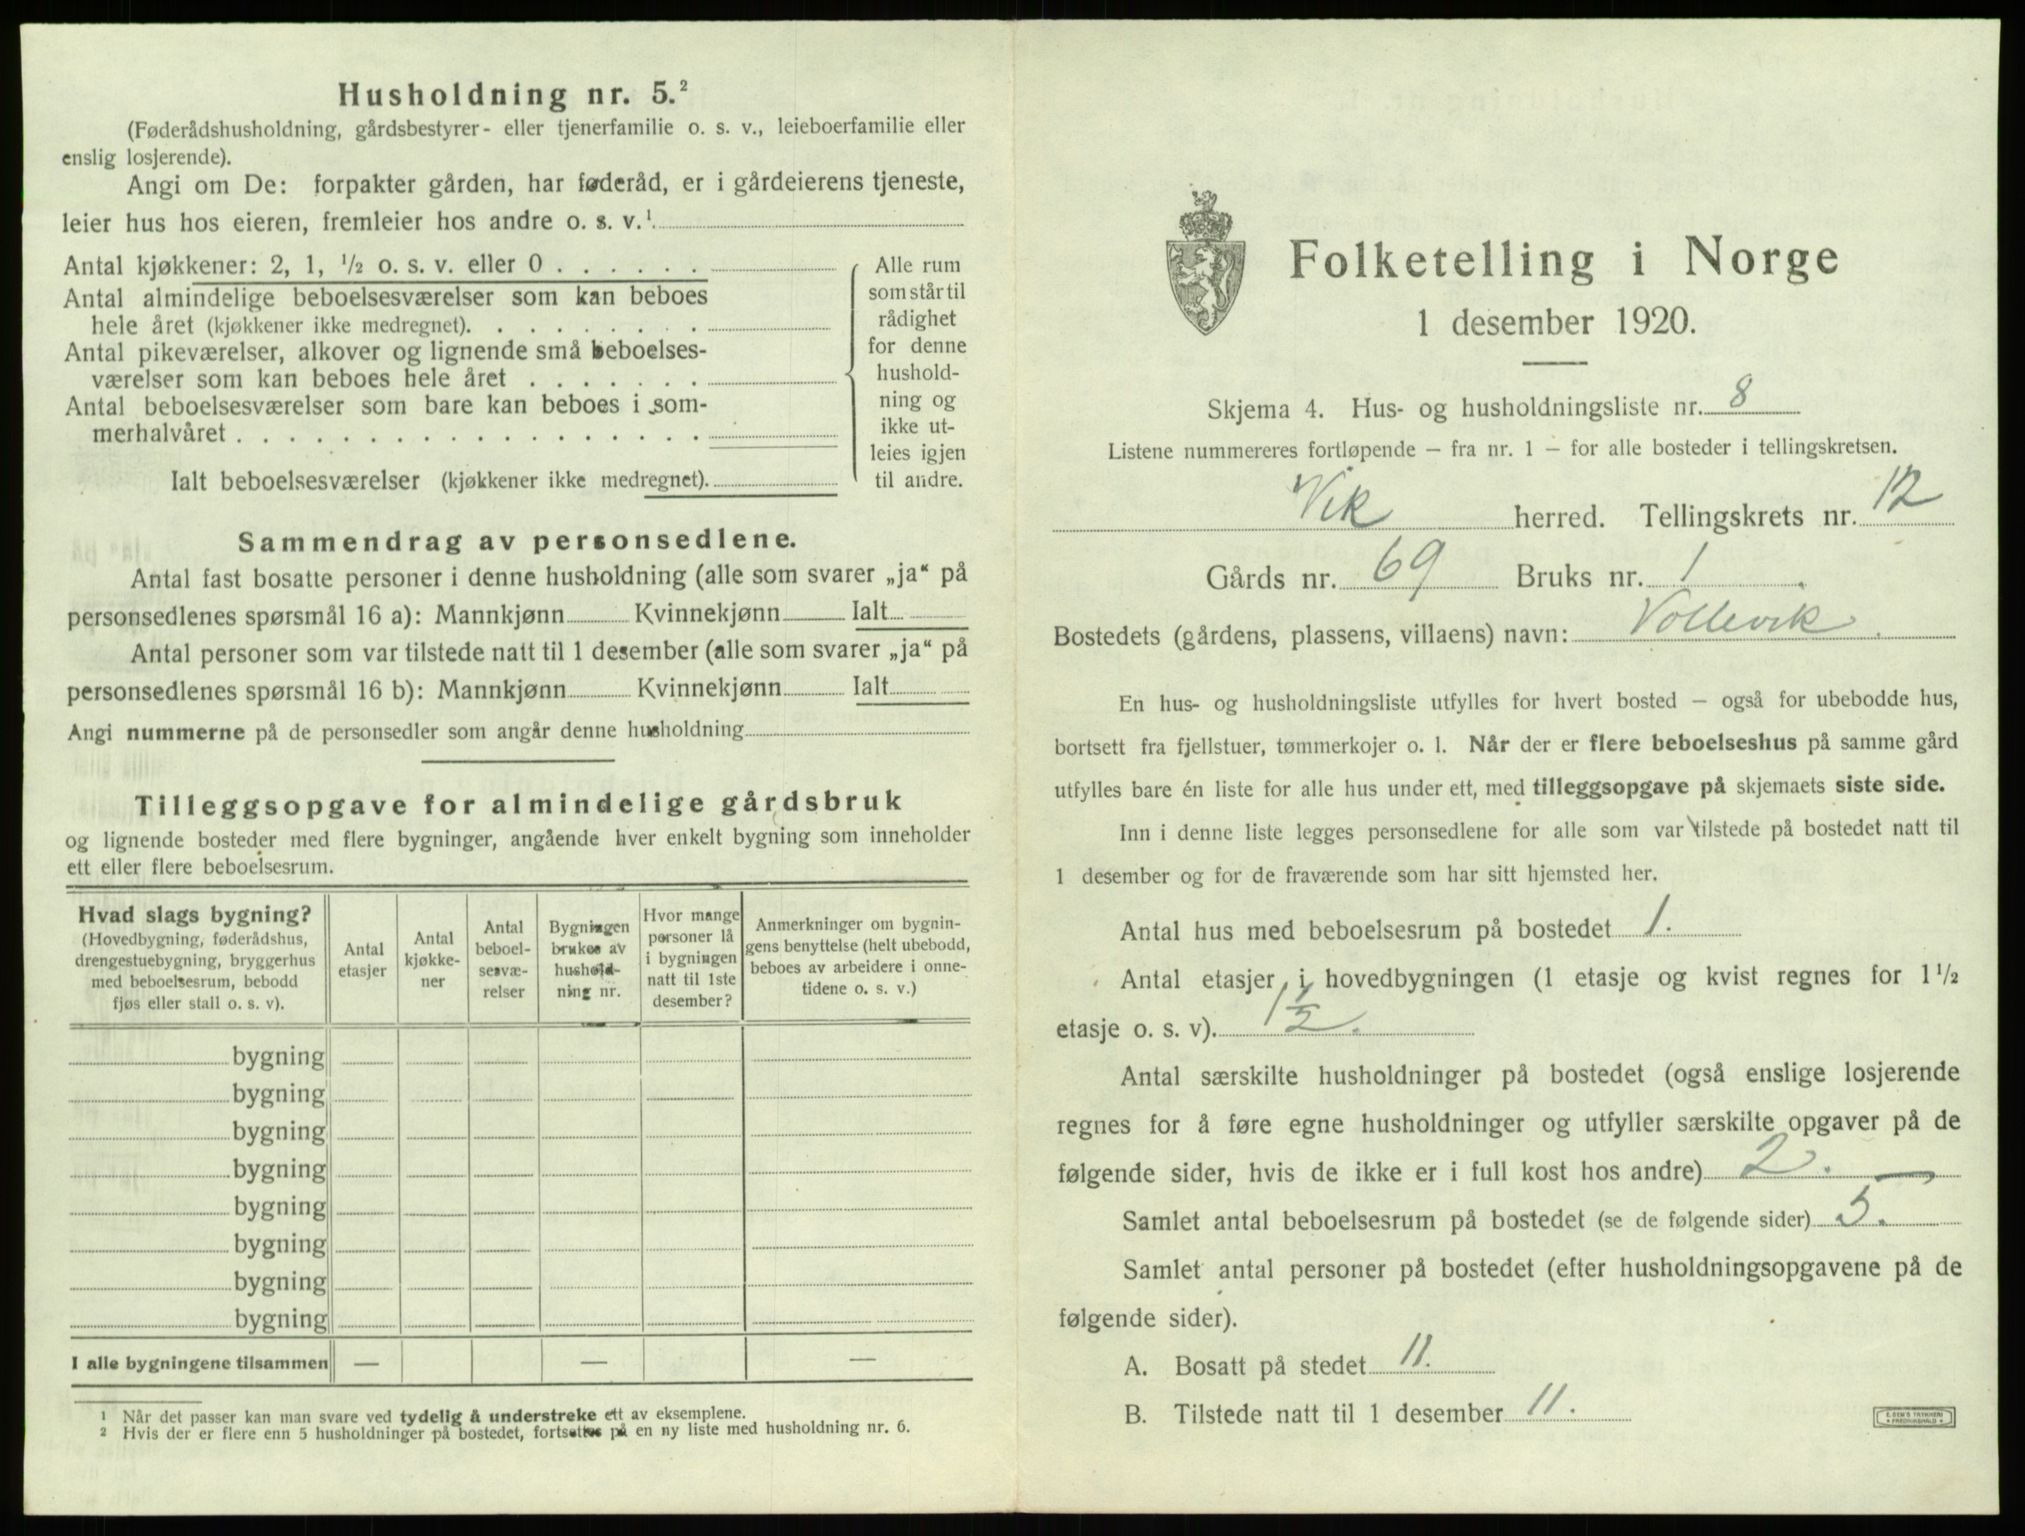 Husholdning nr. 5.²
(Føderådshusholdning, gårdsbestyrer- eller tjenerfamilie o. s. v., leieboerfamilie eller
enslig losjerende).
Angi om De: forpakter gården, har føderåd, er i gårdeierens tjeneste,
leier hus hos eieren, fremleier hos andre o. s. v.¹
Antal kjøkkener: 2, 1, ½ o. s. v. eller 0 . . . . . .
Antal almindelige beboelsesværelser som kan beboes
hele året (kjøkkener ikke medregnet). . . . . . . . .
Antal pikeværelser, alkover og lignende små beboelses-
værelser som kan beboes hele året . . . . . . .
Antal beboelsesværelser som bare kan beboes i som-
merhalvåret . . . . . . . . . . . . . . . . . .
Ialt beboelsesværelser (kjøkkener ikke medregnet).
Alle rum
som står til
rådighet
for denne
hushold-
ning og
ikke ut-
leies igjen
til andre.
Sammendrag av personsedlene.
Antal fast bosatte personer i denne husholdning (alle som svarer „ja“ på
personsedlenes spørsmål 16 a): Mannkjønn Kvinnekjønn Ialt
Antal personer som var tilstede natt til 1 desember (alle som svarer „ja“ på
personsedlenes spørsmål 16 b): Mannkjønn Kvinnekjønn Ialt
Angi nummerne på de personsedler som angår denne husholdning
Tilleggsopgave for almindelige gårdsbruk
og lignende bosteder med flere bygninger, angående hver enkelt bygning som inneholder
ett eller flere beboelsesrum.
Hvad slags bygning?
(Hovedbygning, føderådshus,
drengestuebygning, bryggerhus
med beboelsesrum, bebodd
fjøs eller stall o. s. v).
Antal
etasjer
Antal
kjøkke-
ner
Antal
beboel-
sesvæ-
relser
Bygningen
brukes av
hushold-
ning nr.
Hvor mange
personer lå
i bygningen
natt til 1ste
desember?
Anmerkninger om bygnin-
gens benyttelse (helt ubebodd,
beboes av arbeidere i onne-
tidene o. s. v.)
bygning
bygning
bygning
bygning
bygning
bygning
bygning
bygning
I alle bygningene tilsammen — — —
¹ Når det passer kan man svare ved tydelig å understreke ett av eksemplene.
² Hvis der er flere enn 5 husholdninger på bostedet, fortsettes på en ny liste med husholdning nr. 6.
Folketelling i Norge
1 desember 1920.
Skjema 4. Hus- og husholdningsliste nr. 8
Listene nummereres fortløpende — fra nr. 1 — for alle bosteder i tellingskretsen.
Vik herred. Tellingskrets nr. 12
Gårds nr. 69 Bruks nr. 1
Bostedets (gårdens, plassens, villaens) navn: Vollevik
En hus- og husholdningsliste utfylles for hvert bosted — også for ubebodde hus,
bortsett fra fjellstuer, tømmerkojer o. l. Når der er flere beboelseshus på samme gård
utfylles bare én liste for alle hus under ett, med tilleggsopgave på skjemaets siste side.
Inn i denne liste legges personsedlene for alle som var tilstede på bostedet natt til
1 desember og for de fraværende som har sitt hjemsted her.
Antal hus med beboelsesrum på bostedet 1.
Antal etasjer i hovedbygningen (1 etasje og kvist regnes for 1½
etasje o. s. v). 1½.
Antal særskilte husholdninger på bostedet (også enslige losjerende
regnes for å føre egne husholdninger og utfyller særskilte opgaver på de
følgende sider, hvis de ikke er i full kost hos andre) 2.
Samlet antal beboelsesrum på bostedet (se de følgende sider) 5.
Samlet antal personer på bostedet (efter husholdningsopgavene på de
følgende sider).
A. Bosatt på stedet 11.
B. Tilstede natt til 1 desember 11.